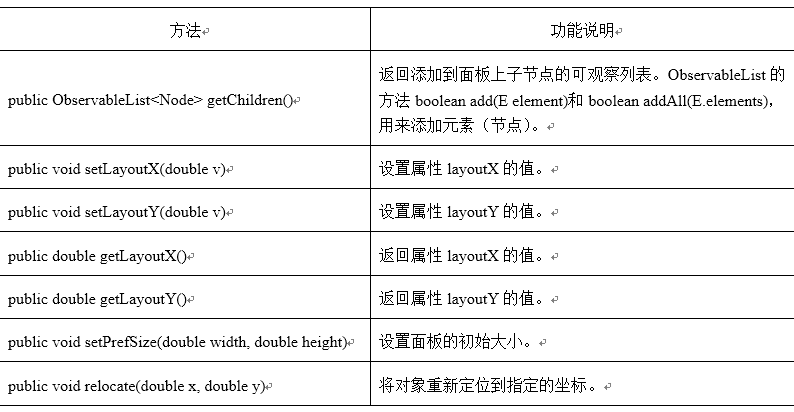 方法
功能说明
public ObservableList<Node> getChildren()
返回添加到面板上子节点的可观察列表。ObservableList 的
方法 boolean add(E element)和 boolean addAll(E.elements)，
用来添加元素（节点）。
public void setLayoutX(double v)
设置属性 layoutX 的值。
public void setLayoutY(double v)
设置属性 layoutY 的值。
public double getLayoutX()
返回属性 layoutX 的值。
public double getLayoutY()
返回属性 layoutY 的值。
public void setPrefSize(double width, double height)
设置面板的初始大小。
public void relocate(double x, double y)
将对象重新定位到指定的坐标。